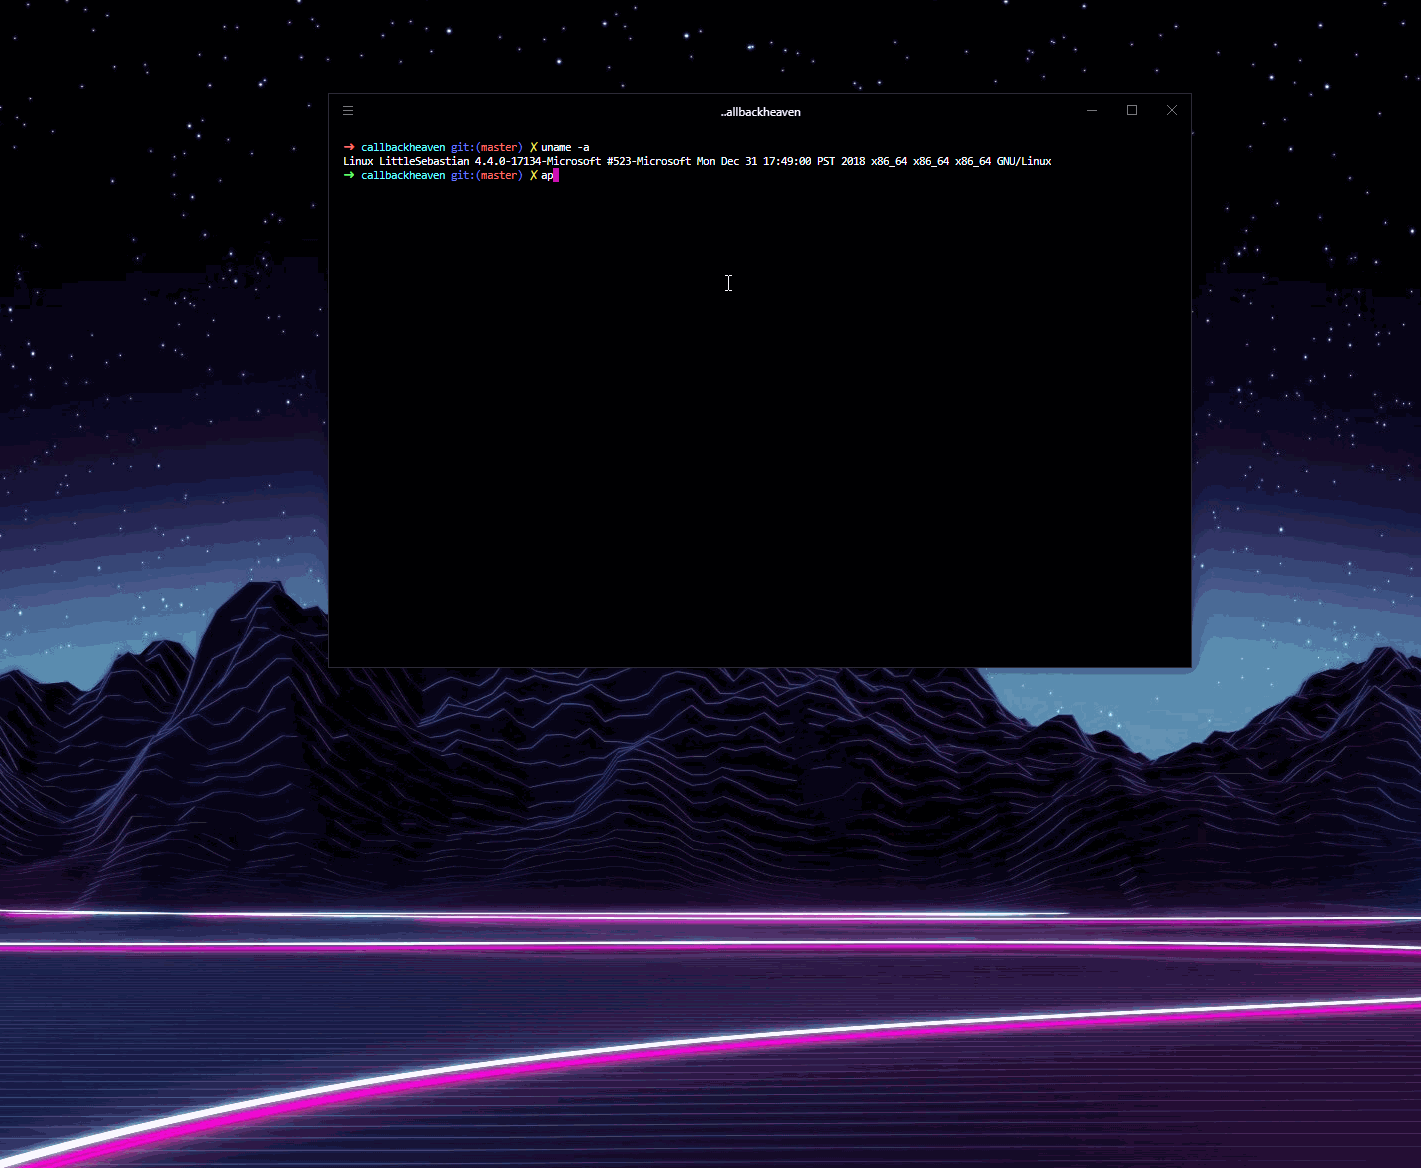 ..allbackheaven
➜ callbackheaven git:(master) ✗ uname -a
Linux LittleSebastian 4.4.0-17134-Microsoft #523-Microsoft Mon Dec 31 17:49:00 PST 2018 x86_64 x86_64 x86_64 GNU/Linux
➜ callbackheaven git:(master) ✗ ap